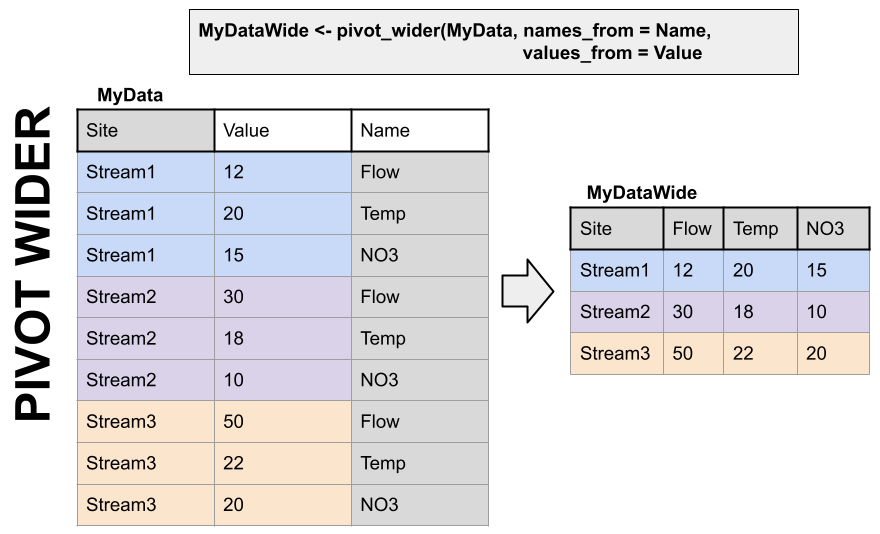 MyDataWide <- pivot_wider(MyData, names_from = Name,
values_from = Value
PIVOT WIDER
MyData
Site Value Name
Stream1 12 Flow
Stream1 20 Temp
Stream1 15 NO3
Stream2 30 Flow
Stream2 18 Temp
Stream2 10 NO3
Stream3 50 Flow
Stream3 22 Temp
Stream3 20 NO3
MyDataWide
Site Flow Temp NO3
Stream1 12 20 15
Stream2 30 18 10
Stream3 50 22 20